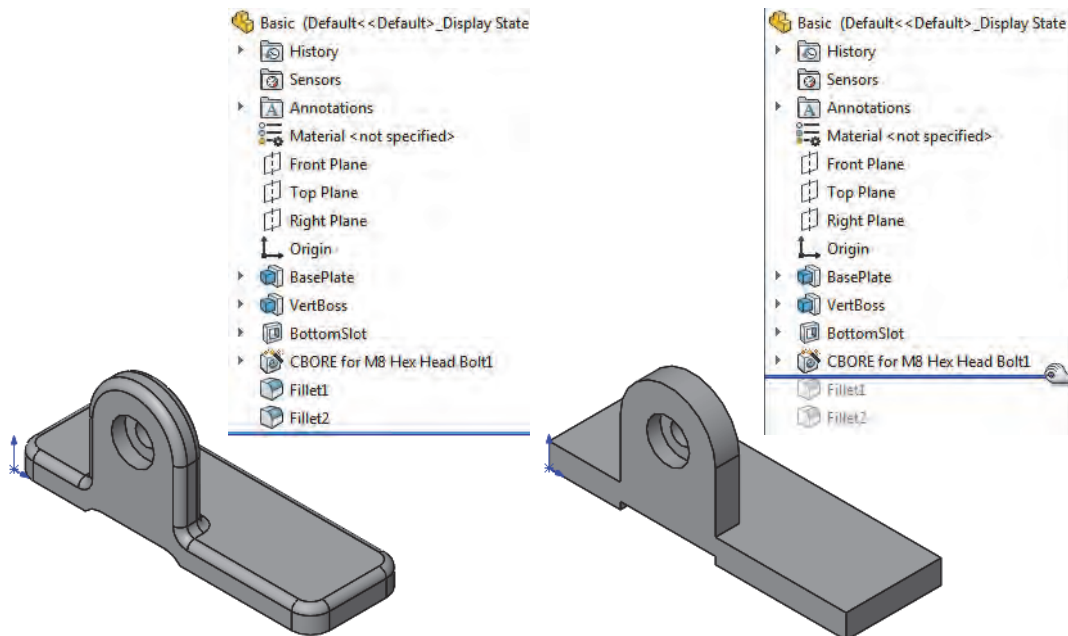 Basic (Default<<Default>_Display State
History
Sensors
Annotations
Material <not specified>
Front Plane
Top Plane
Right Plane
Origin
BasePlate
VertBoss
BottomSlot
CBORE for M8 Hex Head Bolt1
Fillet1
Fillet2
Basic (Default<<Default>_Display State
History
Sensors
Annotations
Material <not specified>
Front Plane
Top Plane
Right Plane
Origin
BasePlate
VertBoss
BottomSlot
CBORE for M8 Hex Head Bolt1
Fillet1
Fillet2